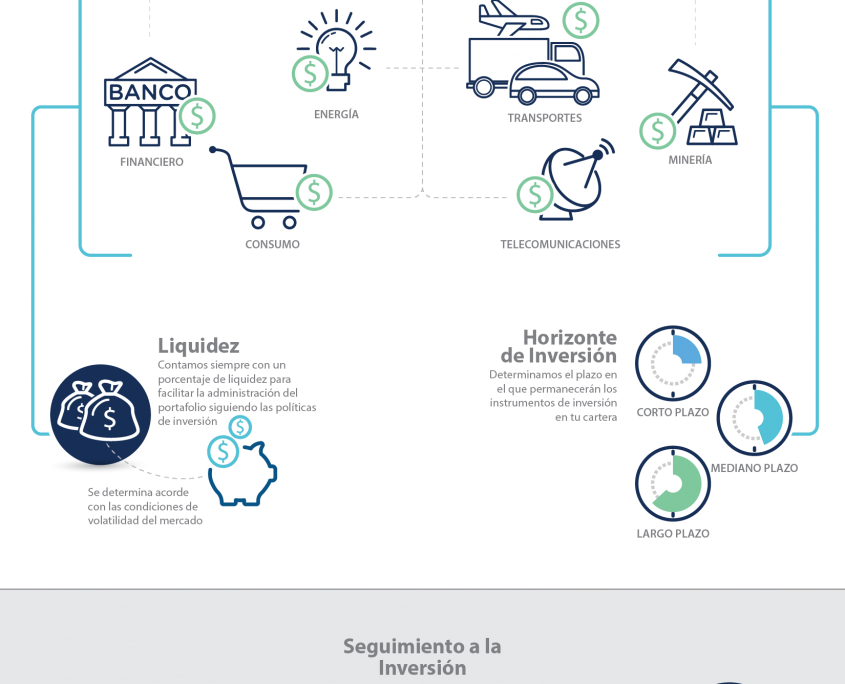 BANCO
$
FINANCIERO
$
ENERGÍA
$
TRANSPORTES
$
MINERÍA
$
CONSUMO
$
TELECOMUNICACIONES
Liquidez
Contamos siempre con un
porcentaje de liquidez para
facilitar la administración del
portafolio siguiendo las políticas
de inversión
$
$
$
$
Se determina acorde
con las condiciones de
volatilidad del mercado
Horizonte
de Inversión
Determinamos el plazo en
el que permanecerán los
instrumentos de inversión
en tu cartera
CORTO PLAZO
MEDIANO PLAZO
LARGO PLAZO
Seguimiento a la
Inversión